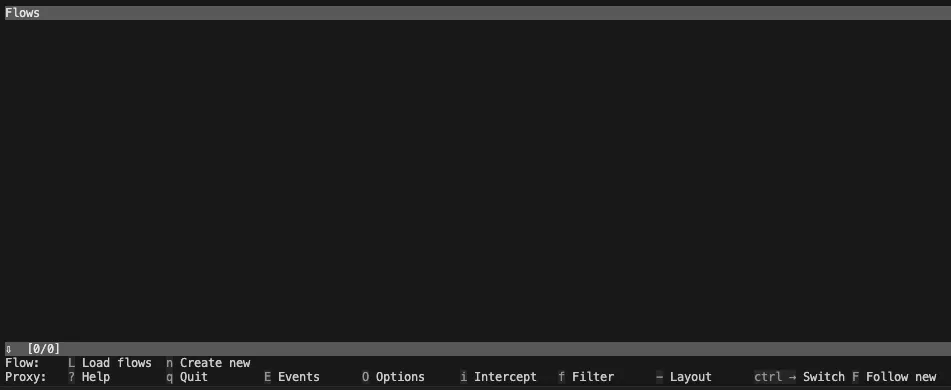 Flows
⇩ [0/0]
Flow: L Load flows n Create new
Proxy: ? Help q Quit E Events O Options i Intercept f Filter - Layout ctrl → Switch F Follow new